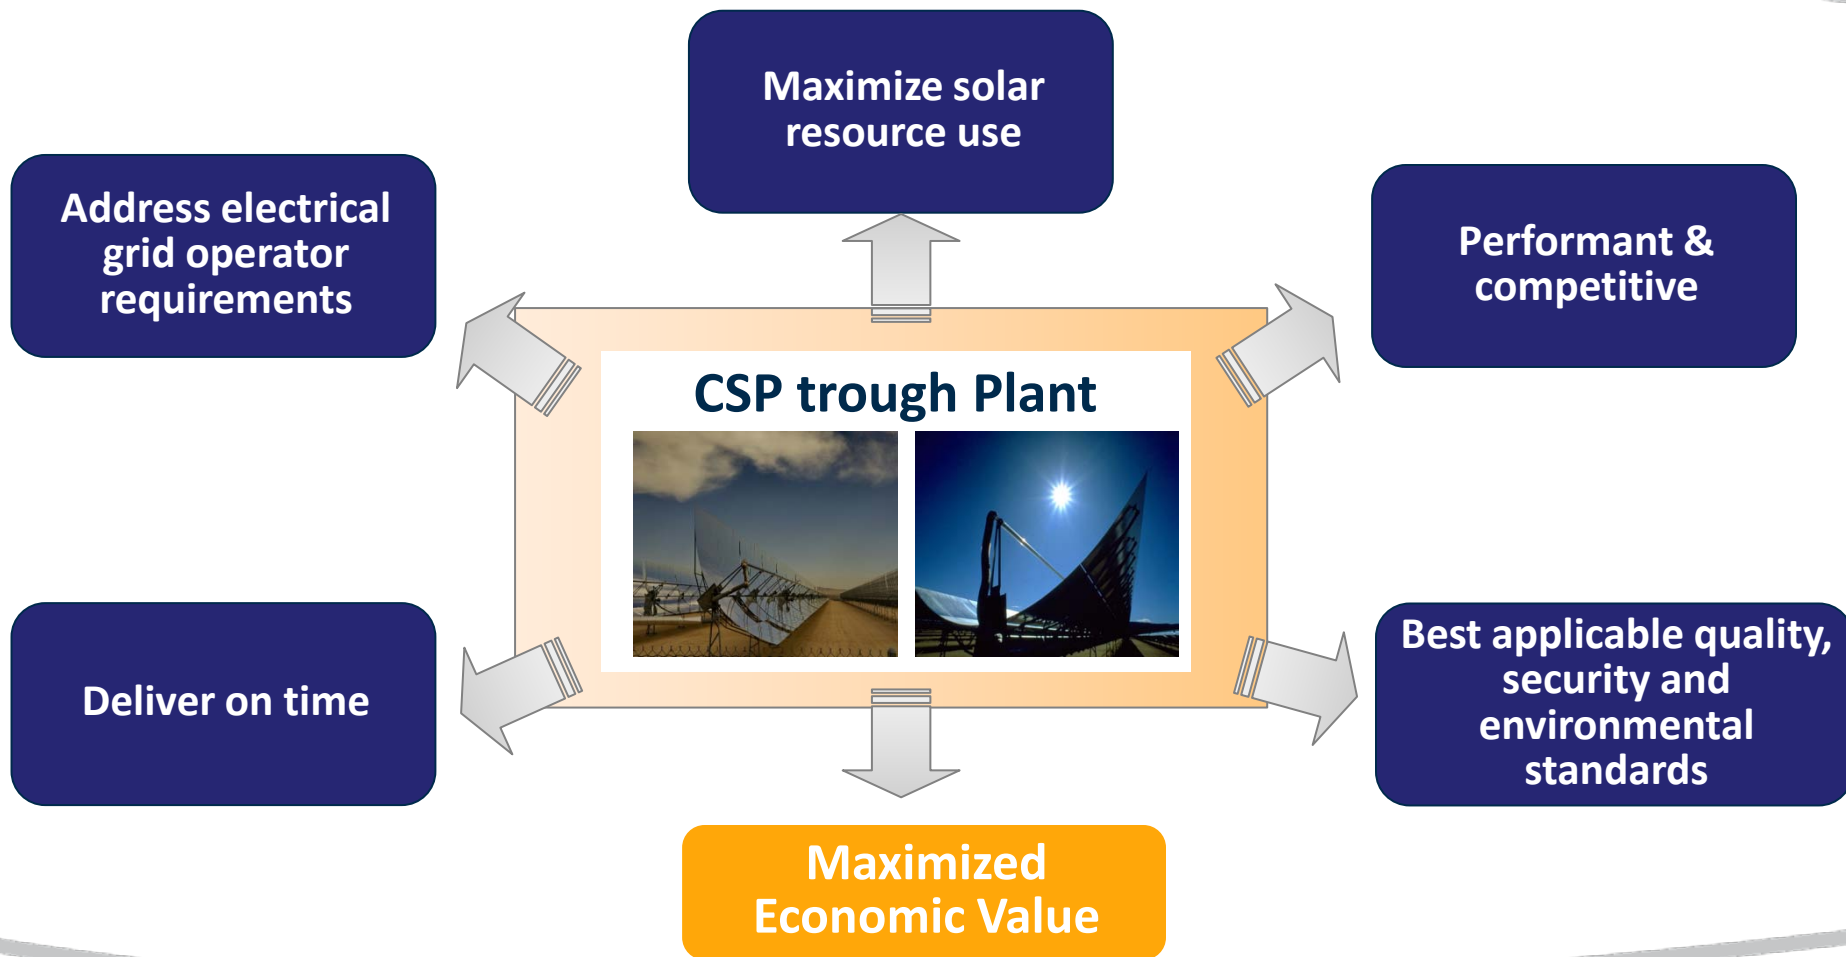 Maximize solar
resource use
Address electrical
grid operator
requirements
Performant &
competitive
CSP trough Plant
Deliver on time
Best applicable quality,
security and
environmental
standards
Maximized
Economic Value